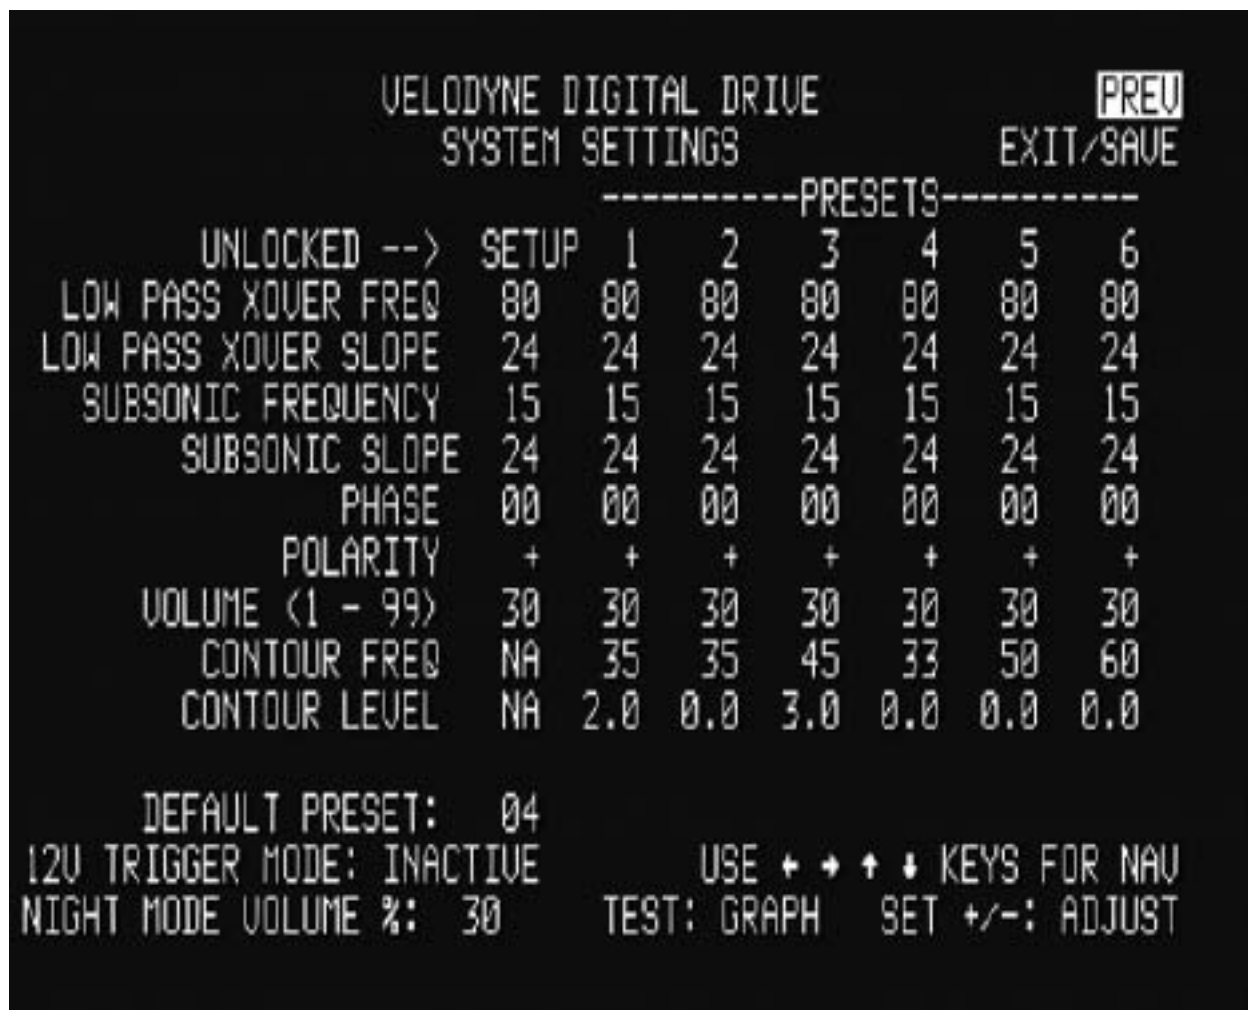 VELODYNE DIGITAL DRIVE PREV
SYSTEM SETTINGS EXIT/SAVE
----------PRESETS----------
UNLOCKED --> SETUP 1 2 3 4 5 6
LOW PASS XOVER FREQ 80 80 80 80 80 80 80
LOW PASS XOVER SLOPE 24 24 24 24 24 24 24
SUBSONIC FREQUENCY 15 15 15 15 15 15 15
SUBSONIC SLOPE 24 24 24 24 24 24 24
PHASE 00 00 00 00 00 00 00
POLARITY + + + + + + +
VOLUME (1 - 99) 30 30 30 30 30 30 30
CONTOUR FREQ NA 35 35 45 33 50 60
CONTOUR LEVEL NA 2.0 0.0 3.0 0.0 0.0 0.0
DEFAULT PRESET: 04
12V TRIGGER MODE: INACTIVE USE ← → ↑ ↓ KEYS FOR NAV
NIGHT MODE VOLUME %: 30 TEST: GRAPH SET +/-: ADJUST